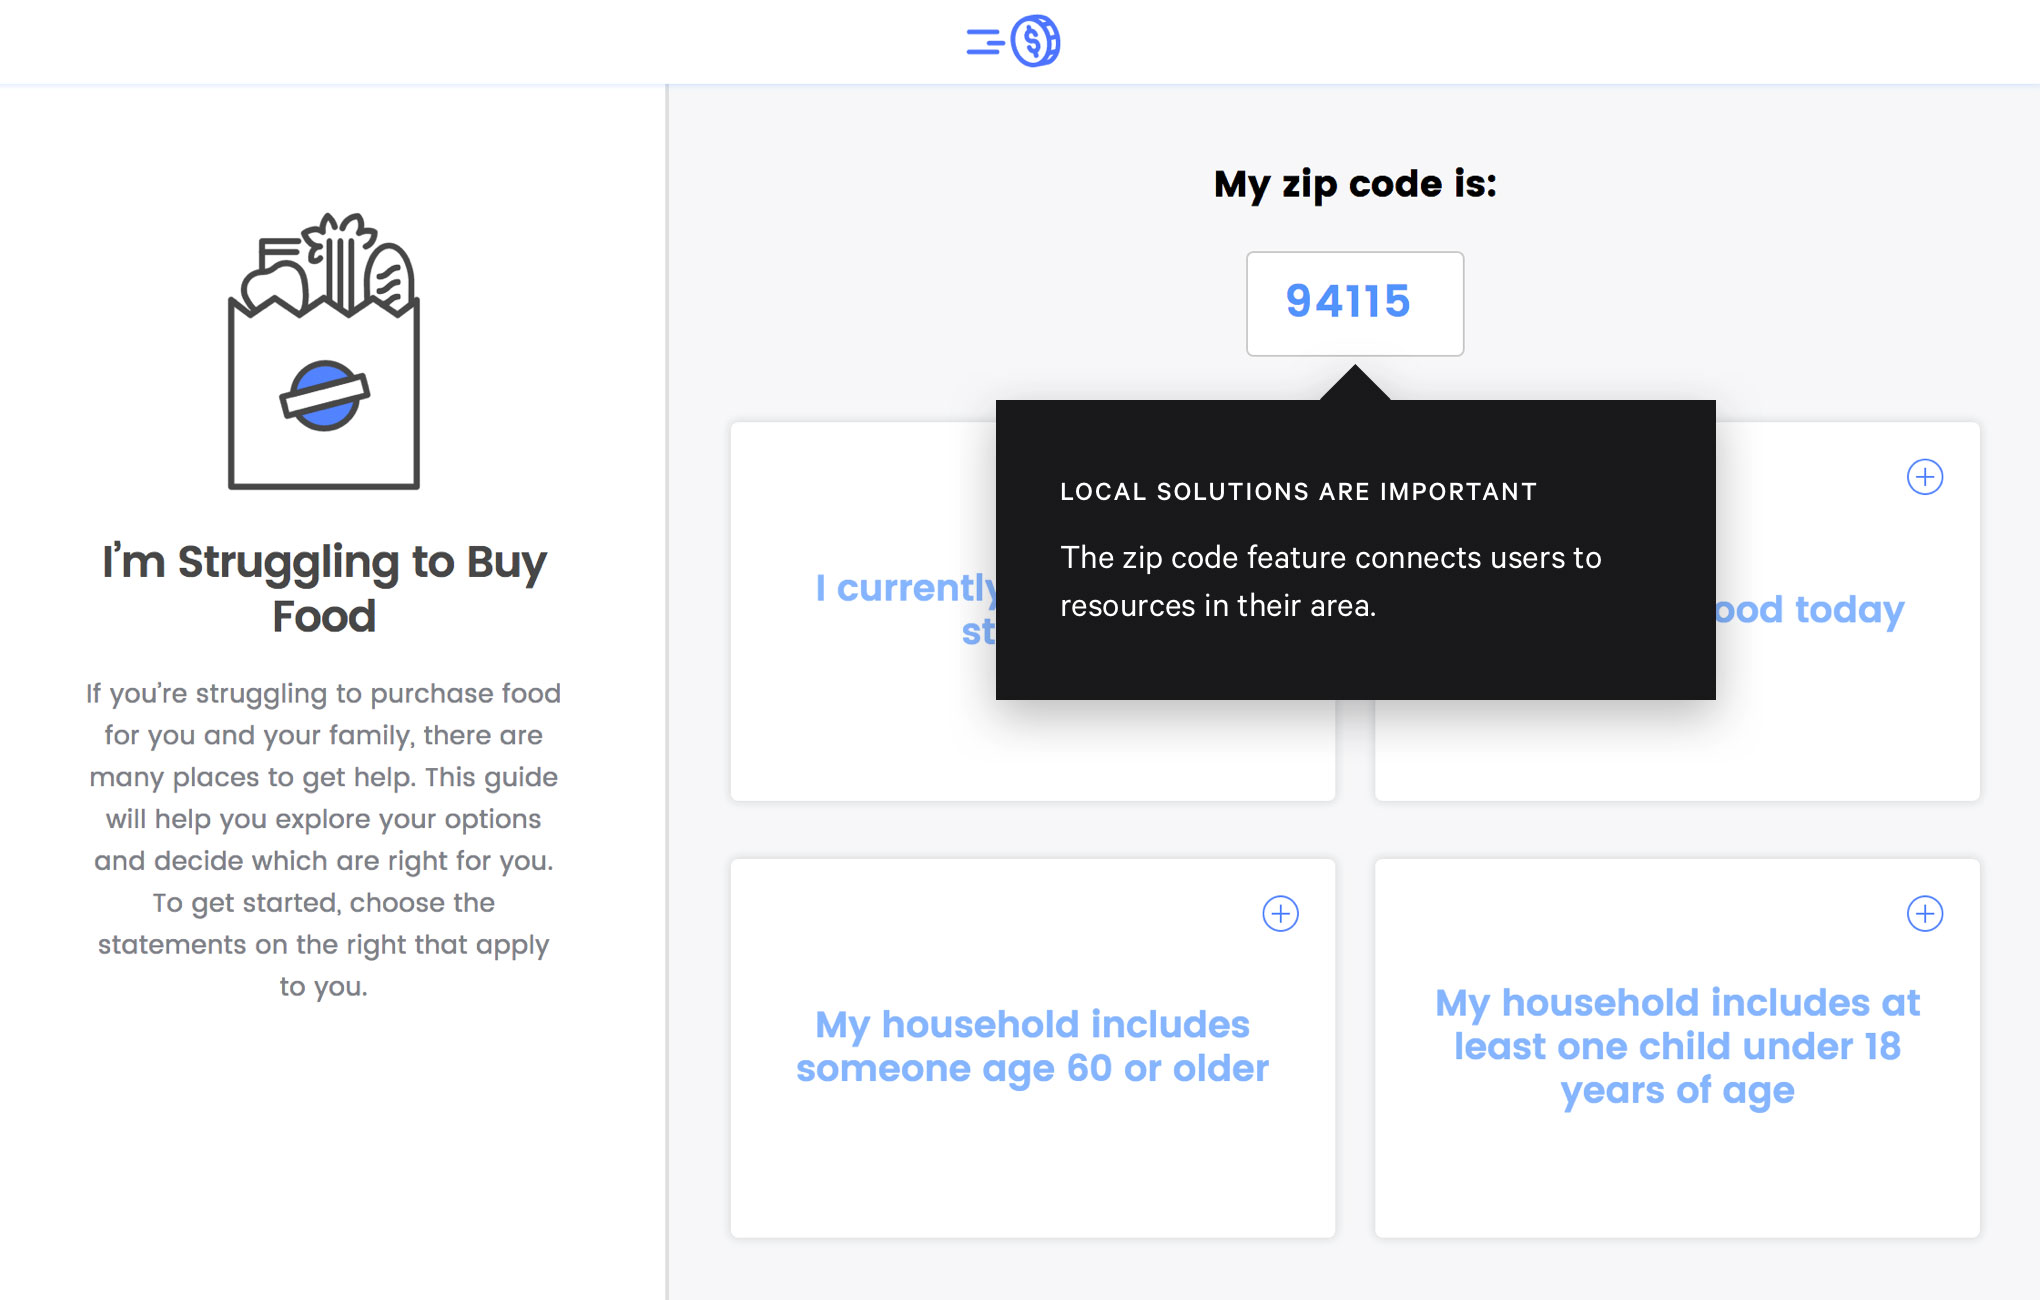 I'm Struggling to Buy
Food
If you're struggling to purchase food
for you and your family, there are
many places to get help. This guide
will help you explore your options
and decide which are right for you.
To get started, choose the
statements on the right that apply
to you.
My zip code is:
94115
LOCAL SOLUTIONS ARE IMPORTANT
The zip code feature connects users to
resources in their area.
I currently
today
My household includes
someone age 60 or older
My household includes at
least one child under 18
years of age